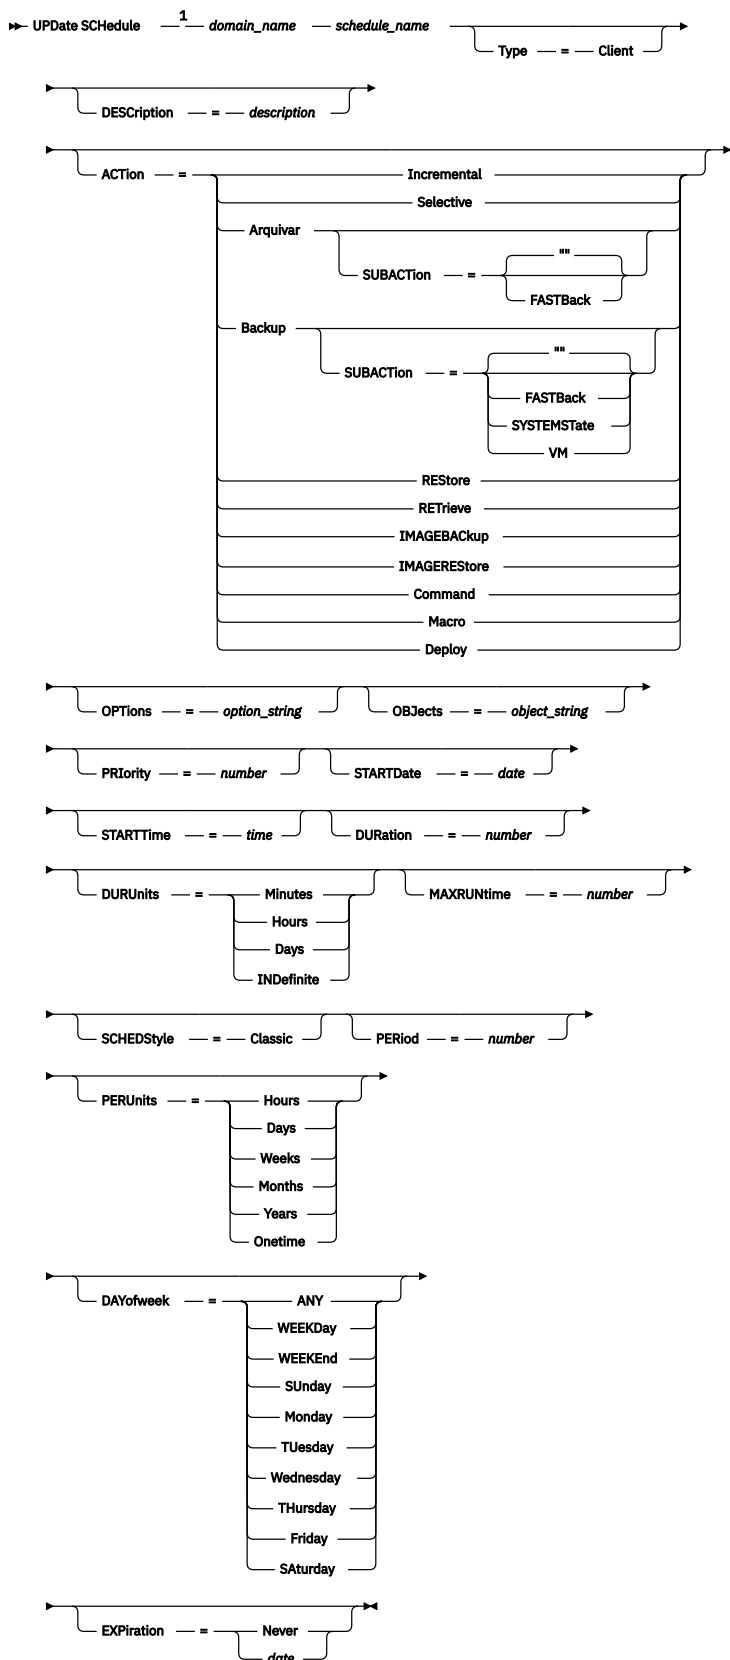 1
UPDate SCHedule domain_name schedule_name
Type = Client
DESCription = description
ACTion = Incremental
Selective
Arquivar
""
SUBACTion =
FASTBack
Backup
""
SUBACTion =
FASTBack
SYSTEMSTate
VM
REStore
RETrieve
IMAGEBACkup
IMAGEREStore
Command
Macro
Deploy
OPTions = option_string OBJects = object_string
PRIority = number STARTDate = date
STARTTime = time DURation = number
DURUnits = Minutes MAXRUNtime = number
Hours
Days
INDefinite
SCHEDStyle = Classic PERiod = number
PERUnits = Hours
Days
Weeks
Months
Years
Onetime
DAYofweek = ANY
WEEKDay
WEEKEnd
SUnday
Monday
TUesday
Wednesday
THursday
Friday
SAturday
EXPiration = Never
date